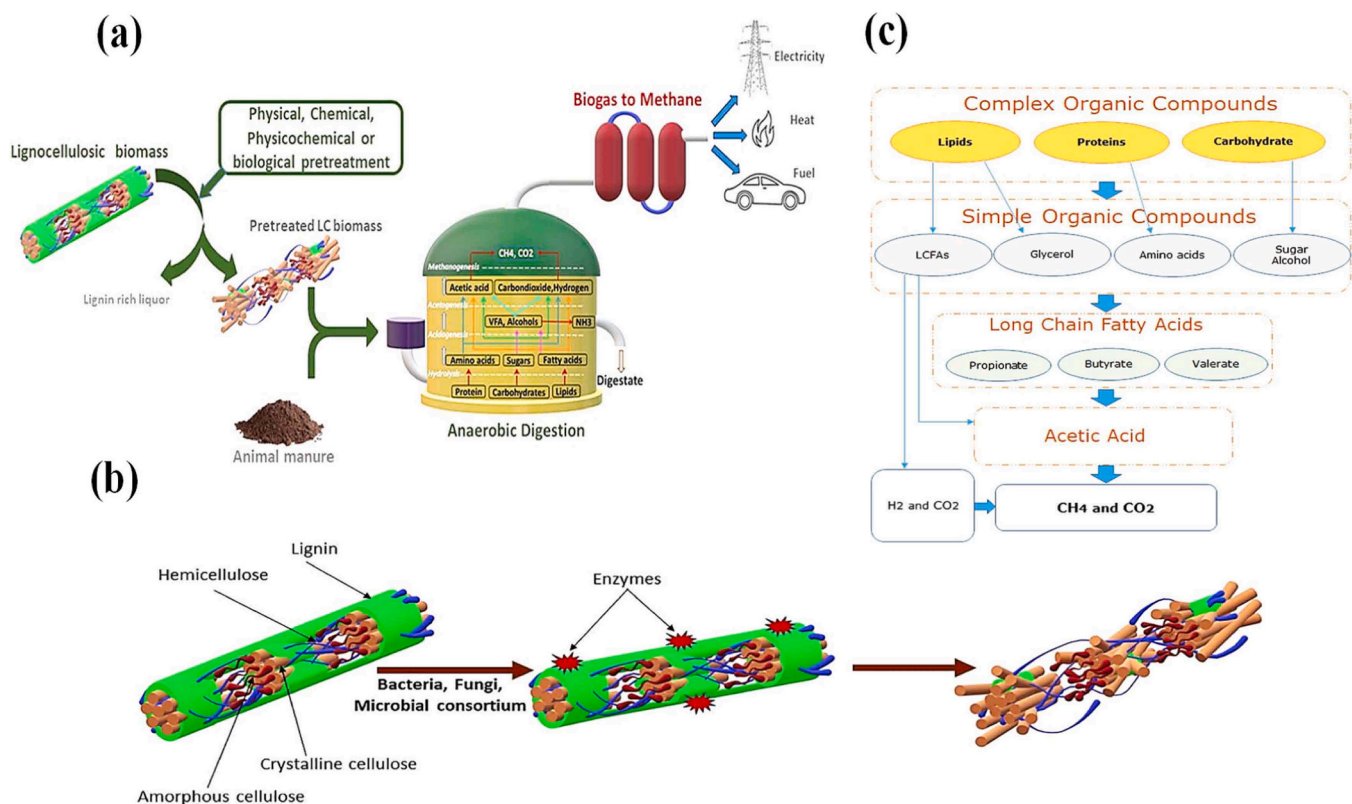 (a)
Physical, Chemical,
Physicochemical or
biological pretreatment
Lignocellulosic biomass
Pretreated LC biomass
Lignin rich liquor
Animal manure
Biogas to Methane
Electricity
Heat
Fuel
CH4, CO2
Methanogenesis
Acetic acid
Carbondioxide,Hydrogen
Acetogenesis
VFA, Alcohols
NH3
Acidogenesis
Amino acids
Sugars
Fatty acids
Hydrolysis
Protein
Carbohydrates
Lipids
Digestate
Anaerobic Digestion
(c)
Complex Organic Compounds
Lipids
Proteins
Carbohydrate
Simple Organic Compounds
LCFAs
Glycerol
Amino acids
Sugar
Alcohol
Long Chain Fatty Acids
Propionate
Butyrate
Valerate
Acetic Acid
H2 and CO2
CH4 and CO2
(b)
Lignin
Hemicellulose
Enzymes
Bacteria, Fungi,
Microbial consortium
Crystalline cellulose
Amorphous cellulose